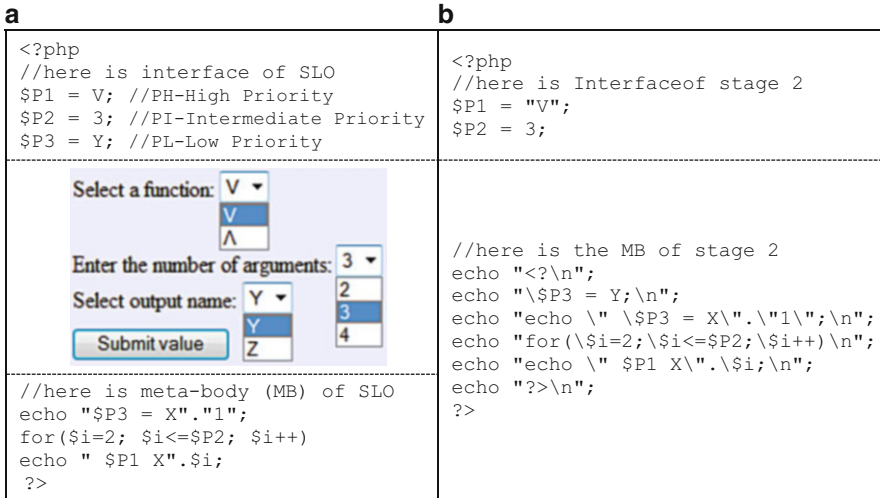 a
<?php
//here is interface of SLO
$P1 = V; //PH-High Priority
$P2 = 3; //PI-Intermediate Priority
$P3 = Y; //PL-Low Priority
Select a function: V
V
Λ
Enter the number of arguments: 3
2
3
4
Select output name: Y
Y
Z
Submit value
//here is meta-body (MB) of SLO
echo "$P3 = X"."1";
for($i=2; $i<=$P2; $i++)
echo " $P1 X".$i;
?>
b
<?php
//here is Interfaceof stage 2
$P1 = "V";
$P2 = 3;
//here is the MB of stage 2
echo "<?\n";
echo "\$P3 = Y;\n";
echo "echo \" \$P3 = X\".\"1\";\n";
echo "for(\$i=2;\$i<=$P2;\$i++)\n";
echo "echo \" $P1 X\".\$i;\n";
echo "?>\n";
?>